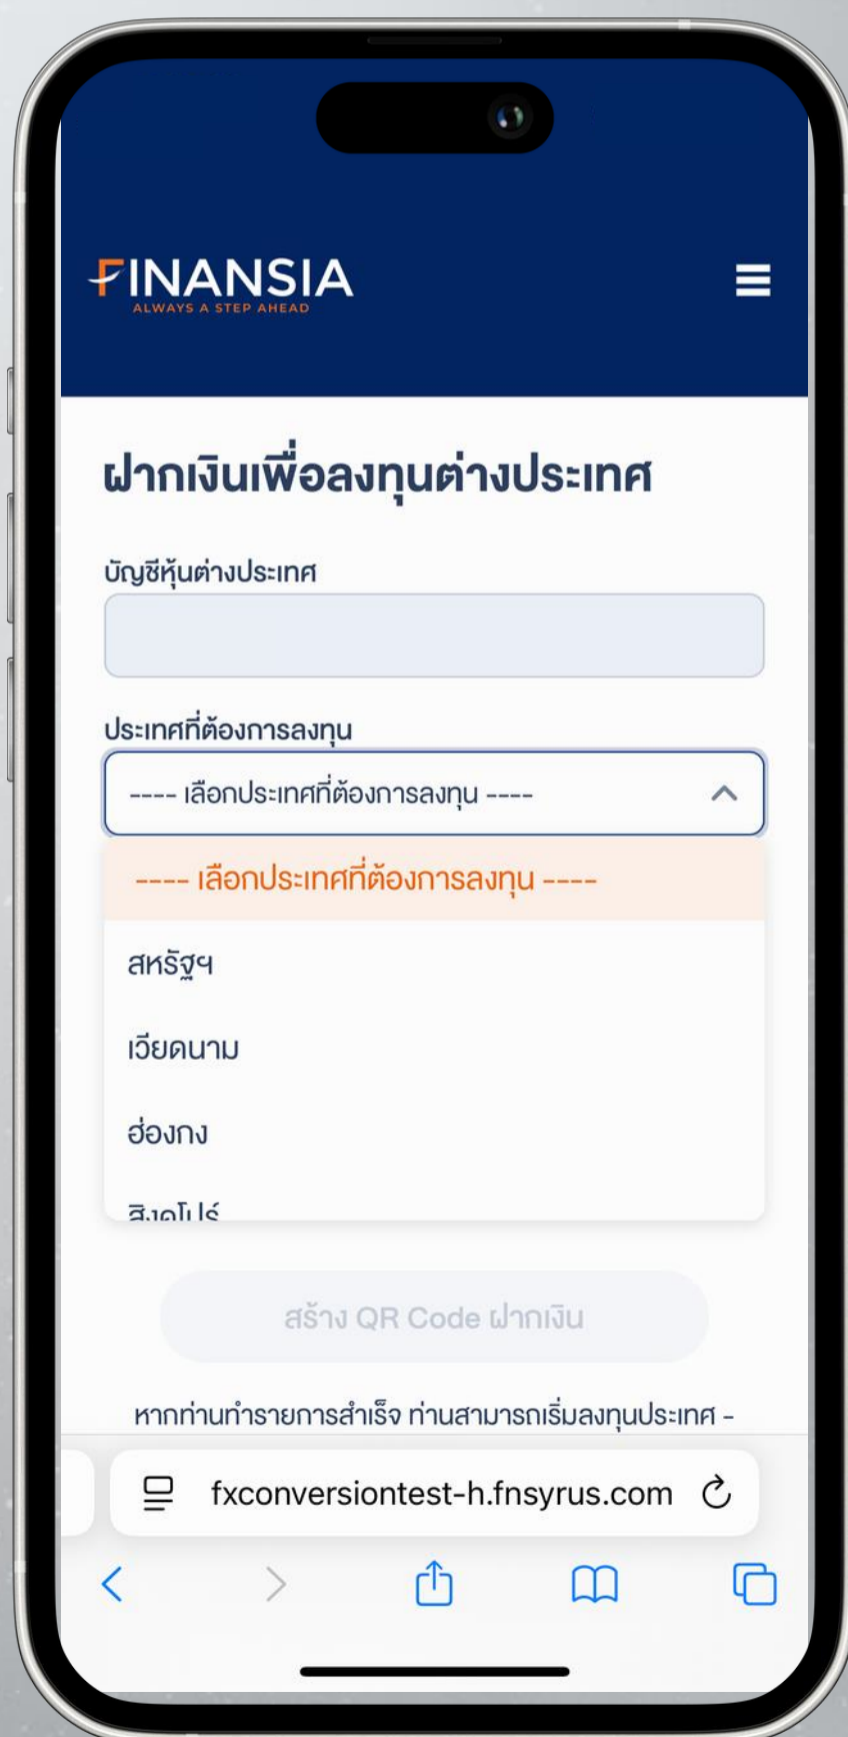 FINANSIA
ALWAYS A STEP AHEAD
ฝากเงินเพื่อลงทุนต่างประเทศ
บัญชีหุ้นต่างประเทศ
ประเทศที่ต้องการลงทุน
---- เลือกประเทศที่ต้องการลงทุน ----
---- เลือกประเทศที่ต้องการลงทุน ----
สหรัฐฯ
เวียดนาม
ฮ่องกง
สิงคโปร์
สร้าง QR Code ฝากเงิน
หากท่านทำรายการสำเร็จ ท่านสามารถเริ่มลงทุนประเทศ -
fxconversiontest-h.fnsyrus.com